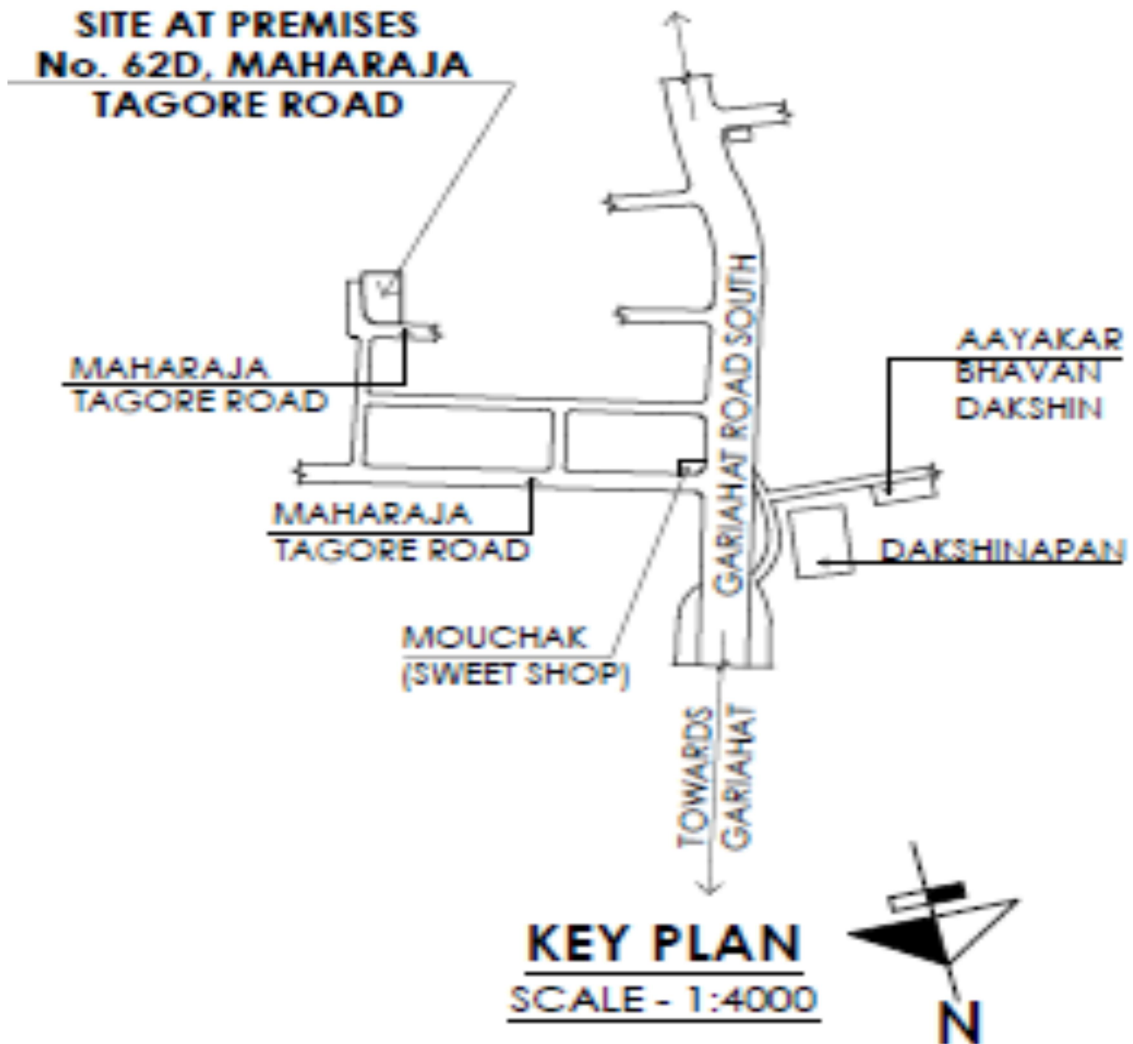 SITE AT PREMISES
No. 62D, MAHARAJA
TAGORE ROAD
MAHARAJA
TAGORE ROAD
GARIAHAT ROAD SOUTH
AAYAKAR
BHAVAN
DAKSHIN
MAHARAJA
TAGORE ROAD
DAKSHINAPAN
MOUCHAK
(SWEET SHOP)
TOWARDS
GARIAHAT
KEY PLAN
SCALE - 1:4000
N